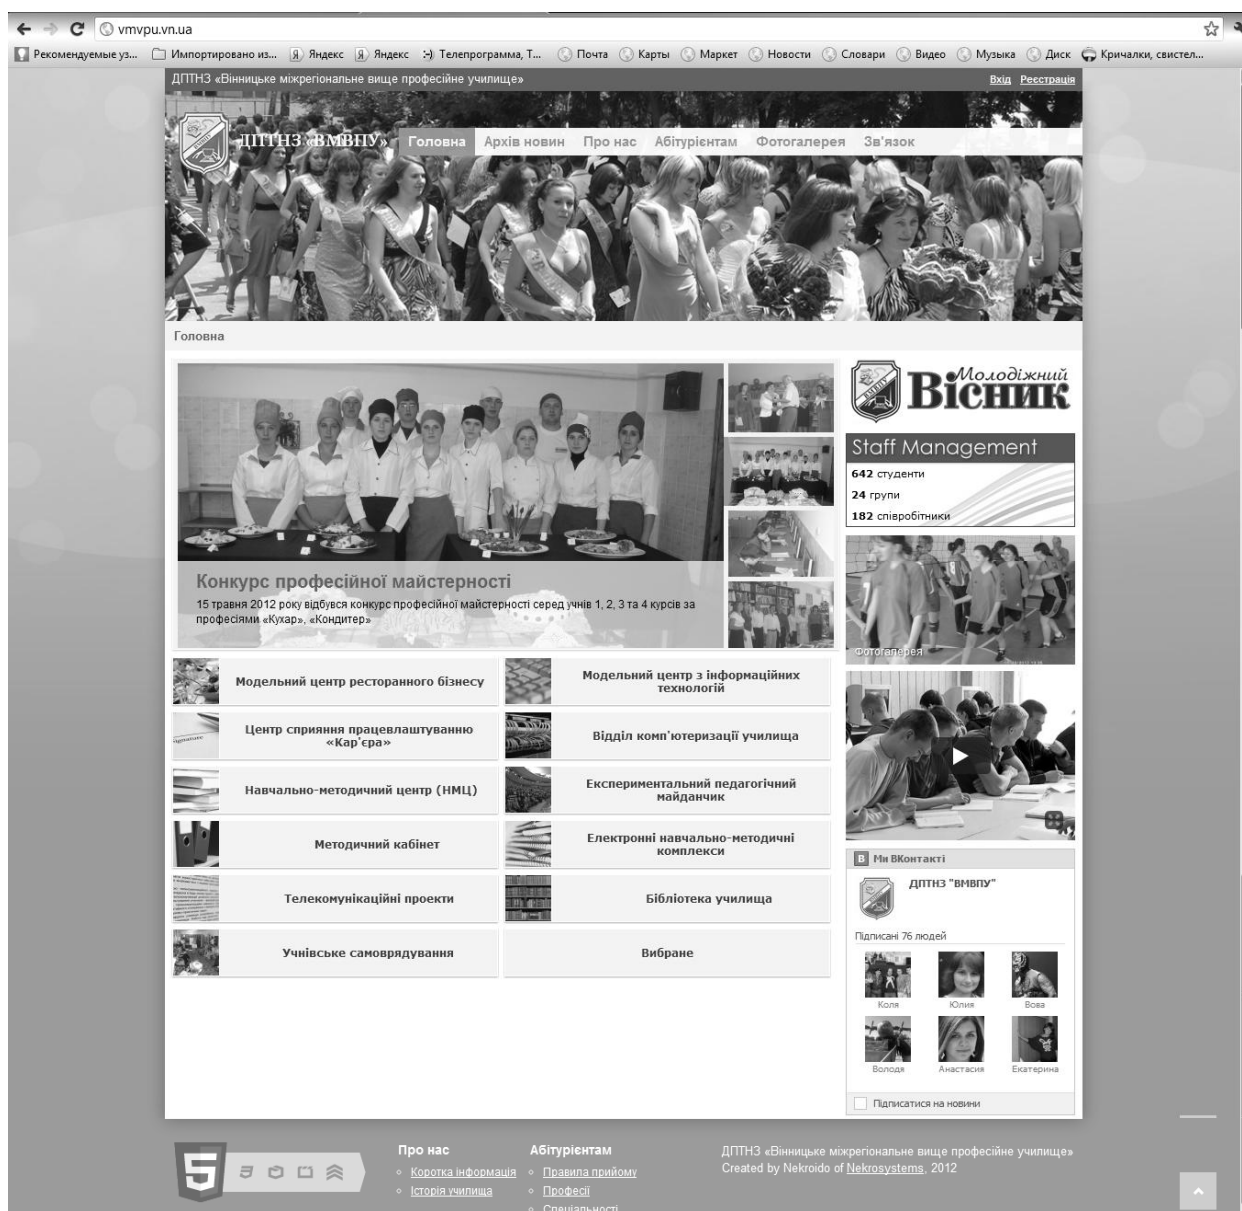 vmvpu.vn.ua
Рекомендуемые уз... Импортировано из... Яндекс Яндекс Телепрограмма, Т... Почта Карты Маркет Новости Словари Видео Музыка Диск Кричалки, свистел...
ДПТНЗ «Вінницьке міжрегіональне вище професійне училище» Вхід Реєстрація
ДПТНЗ «ВМВПУ» Головна Архів новин Про нас Абітурієнтам Фотогалерея Зв'язок
Головна
Молодіжний
Вісник
Staff Management
642 студенти
24 групи
182 співробітники
Конкурс професійної майстерності
15 травня 2012 року відбувся конкурс професійної майстерності серед учнів 1, 2, 3 та 4 курсів за
професіями «Кухар», «Кондитер»
Фотогалерея
Модельний центр ресторанного бізнесу
Модельний центр з інформаційних
технологій
Центр сприяння працевлаштуванню
«Кар'єра»
Відділ комп'ютеризації училища
Навчально-методичний центр (НМЦ)
Експериментальний педагогічний
майданчик
Методичний кабінет
Електронні навчально-методичні
комплекси
Телекомунікаційні проекти
Бібліотека училища
Учнівське самоврядування
Вибране
В Ми ВКонтакті
ДПТНЗ "ВМВПУ"
Підписані 76 людей
Коля Юлия Вова
Володя Анастасия Екатерина
Підписатися на новини
Про нас
Коротка інформація
Історія училища
Абітурієнтам
Правила прийому
Професії
Спеціальності
ДПТНЗ «Вінницьке міжрегіональне вище професійне училище»
Created by Nekroido of Nekrosystems, 2012